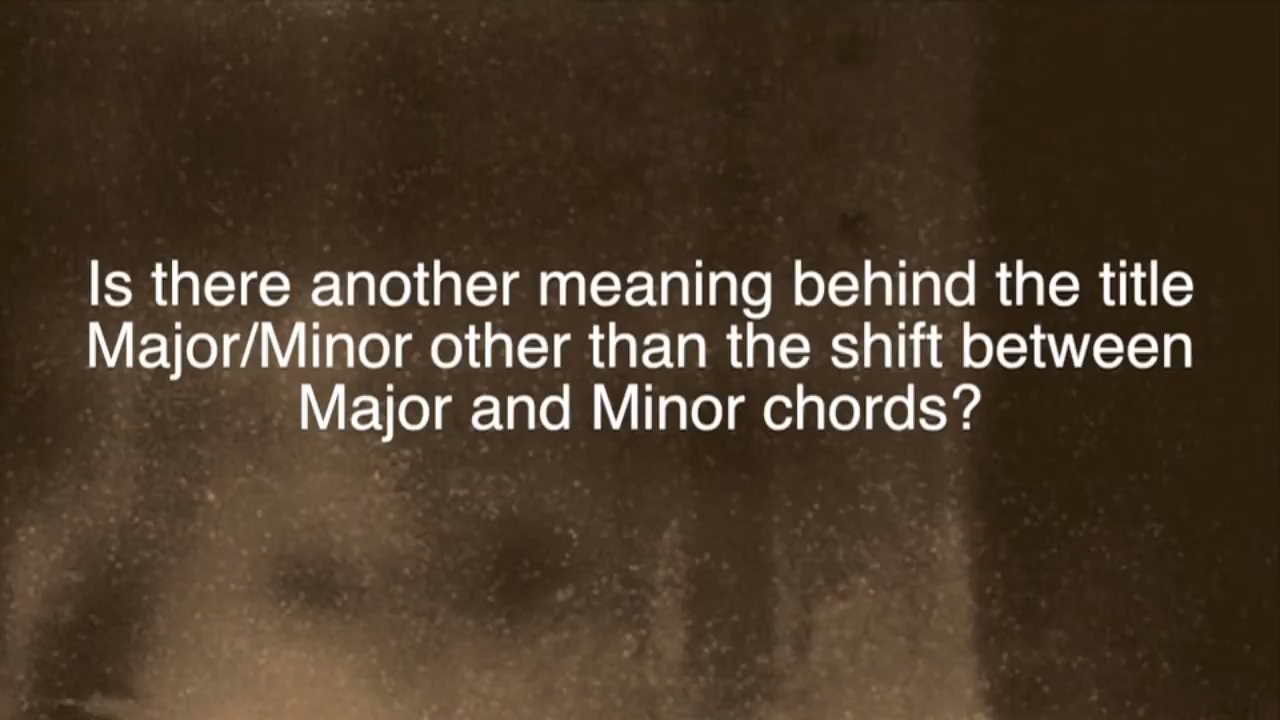 Is there another meaning behind the title
Major/Minor other than the shift between
Major and Minor chords?